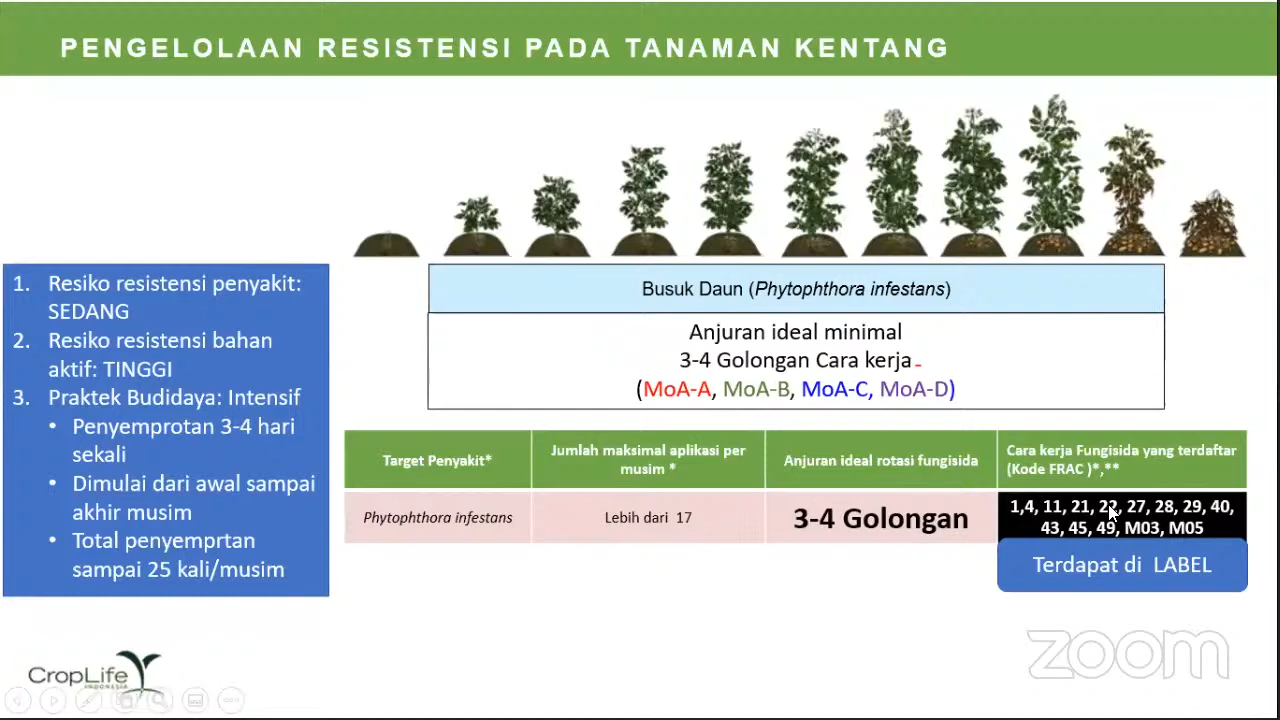 PENGELOLAAN RESISTENSI PADA TANAMAN KENTANG
1. Resiko resistensi penyakit:
SEDANG
2. Resiko resistensi bahan
aktif: TINGGI
3. Praktek Budidaya: Intensif
• Penyemprotan 3-4 hari
sekali
• Dimulai dari awal sampai
akhir musim
• Total penyemprtan
sampai 25 kali/musim
Busuk Daun (Phytophthora infestans)
Anjuran ideal minimal
3-4 Golongan Cara kerja
(MoA-A, MoA-B, MoA-C, MoA-D)
Target Penyakit*
Jumlah maksimal aplikasi per
musim *
Anjuran ideal rotasi fungisida
Cara kerja Fungisida yang terdaftar
(Kode FRAC )*,**
Phytophthora infestans
Lebih dari 17
3-4 Golongan
1,4, 11, 21, 22, 27, 28, 29, 40,
43, 45, 49, M03, M05
Terdapat di LABEL
CropLife
INDONESIA
zoom